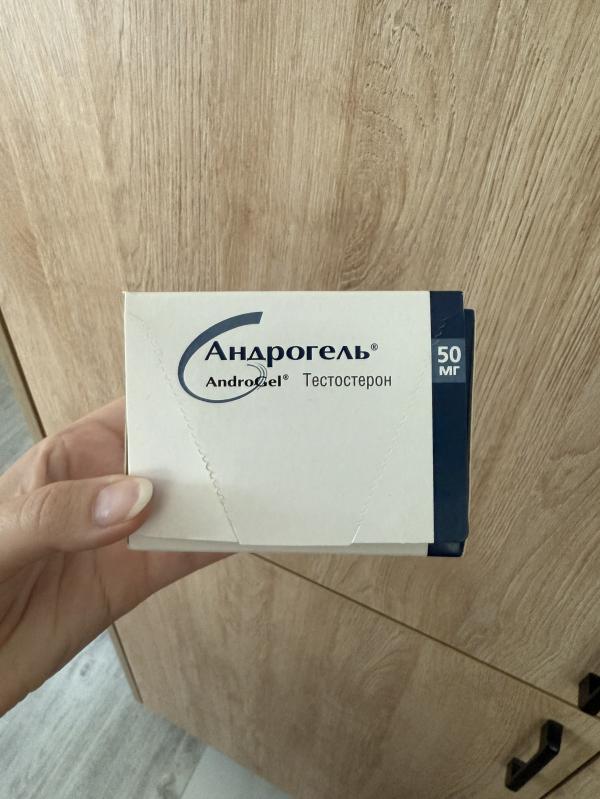 Андрогель®
AndroGel® Тестостерон
50
мг